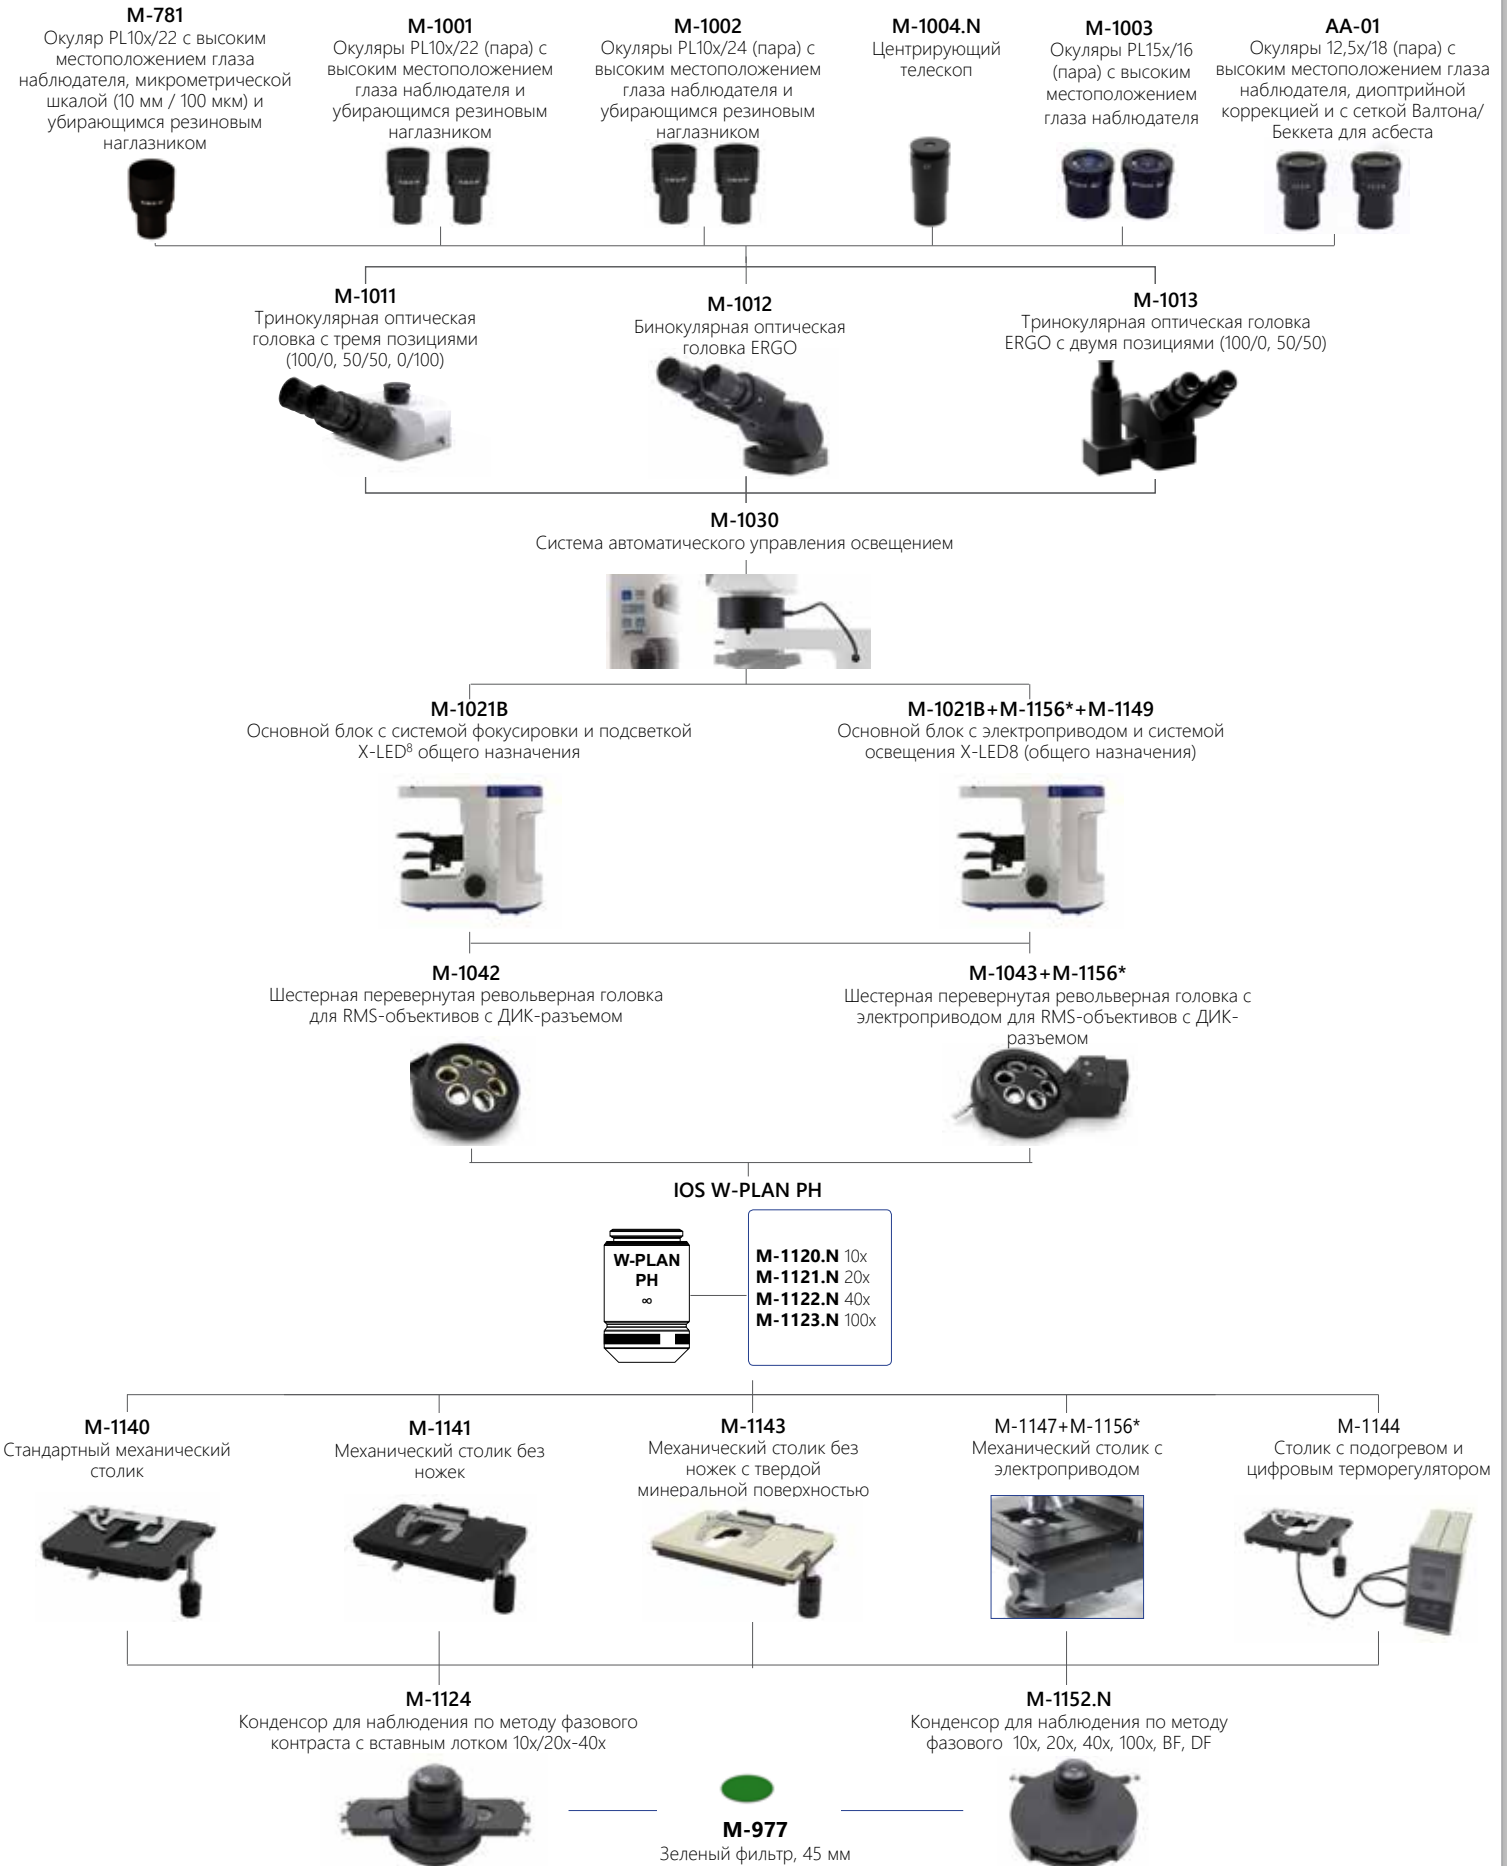 M-781
Окуляр PL10x/22 с высоким
местоположением глаза
наблюдателя, микрометрической
шкалой (10 мм / 100 мкм) и
убирающимся резиновым
наглазником
M-1001
Окуляры PL10x/22 (пара) с
высоким местоположением
глаза наблюдателя и
убирающимся резиновым
наглазником
M-1002
Окуляры PL10x/24 (пара) с
высоким местоположением
глаза наблюдателя и
убирающимся резиновым
наглазником
M-1004.N
Центрирующий
телескоп
M-1003
Окуляры PL15x/16
(пара) с высоким
местоположением
глаза наблюдателя
AA-01
Окуляры 12,5x/18 (пара) с
высоким местоположением глаза
наблюдателя, диоптрийной
коррекцией и с сеткой Валтона/
Беккета для асбеста
M-1011
Тринокулярная оптическая
головка с тремя позициями
(100/0, 50/50, 0/100)
M-1012
Бинокулярная оптическая
головка ERGO
M-1013
Тринокулярная оптическая головка
ERGO с двумя позициями (100/0, 50/50)
M-1030
Система автоматического управления освещением
M-1021B
Основной блок с системой фокусировки и подсветкой
X-LED⁸ общего назначения
M-1021B+M-1156*+M-1149
Основной блок с электроприводом и системой
освещения X-LED8 (общего назначения)
M-1042
Шестерная перевернутая револьверная головка
для RMS-объективов с ДИК-разъемом
M-1043+M-1156*
Шестерная перевернутая револьверная головка с
электроприводом для RMS-объективов с ДИК-
разъемом
IOS W-PLAN PH
W-PLAN
PH
∞
M-1120.N 10x
M-1121.N 20x
M-1122.N 40x
M-1123.N 100x
M-1140
Стандартный механический
столик
M-1141
Механический столик без
ножек
M-1143
Механический столик без
ножек с твердой
минеральной поверхностью
M-1147+M-1156*
Механический столик с
электроприводом
M-1144
Столик с подогревом и
цифровым терморегулятором
M-1124
Конденсор для наблюдения по методу фазового
контраста с вставным лотком 10x/20x-40x
M-1152.N
Конденсор для наблюдения по методу
фазового 10x, 20x, 40x, 100x, BF, DF
M-977
Зеленый фильтр, 45 мм